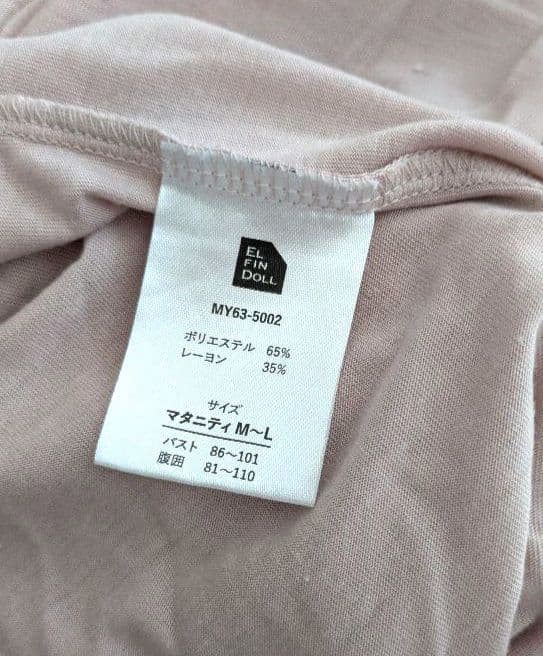 EL
FIN
DOLL
MY63-5002
ポリエステル 65%
レーヨン 35%
サイズ
マタニティ M～L
バスト 86～101
腹囲 81～110